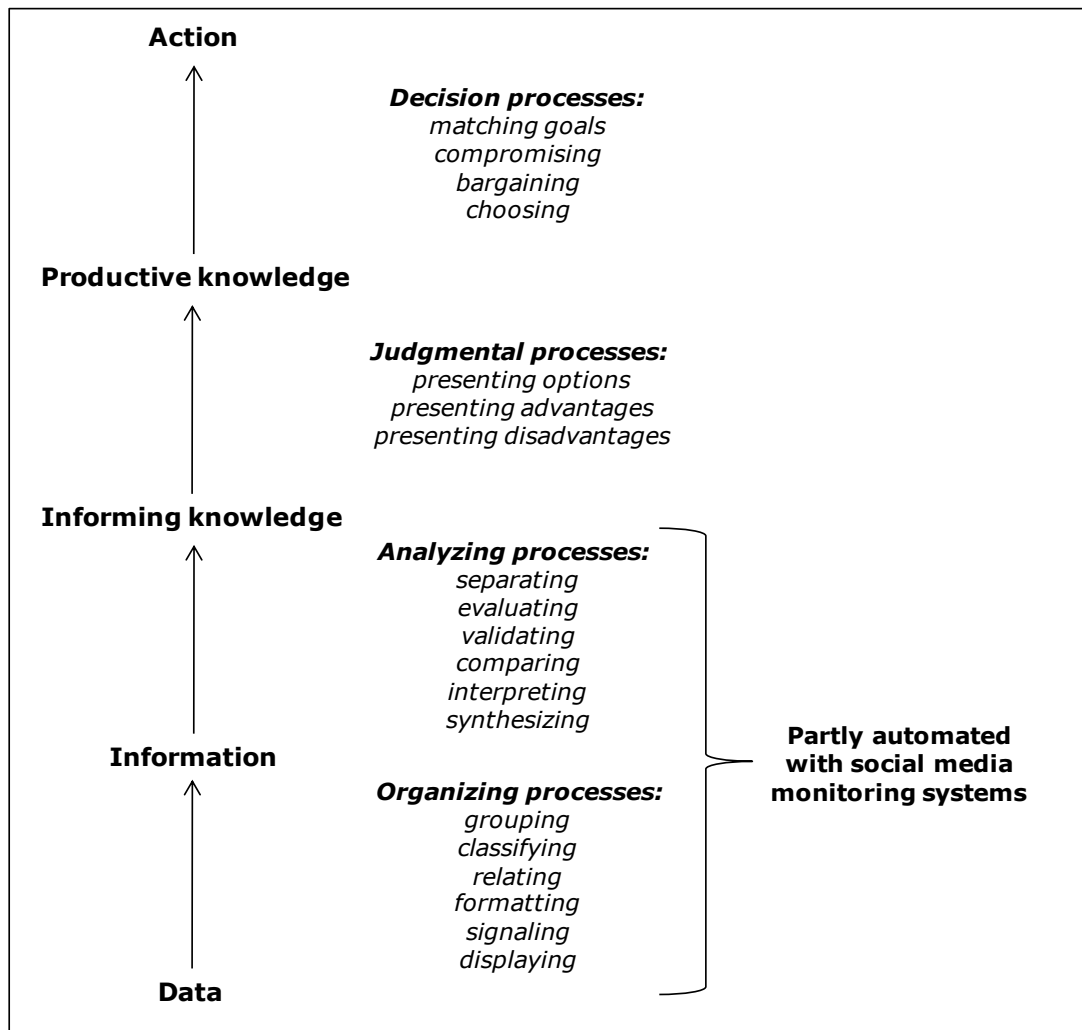 Action
Decision processes:
matching goals
compromising
bargaining
choosing
Productive knowledge
Judgmental processes:
presenting options
presenting advantages
presenting disadvantages
Informing knowledge
Analyzing processes:
separating
evaluating
validating
comparing
interpreting
synthesizing
Information
Partly automated
with social media
monitoring systems
Organizing processes:
grouping
classifying
relating
formatting
signaling
displaying
Data